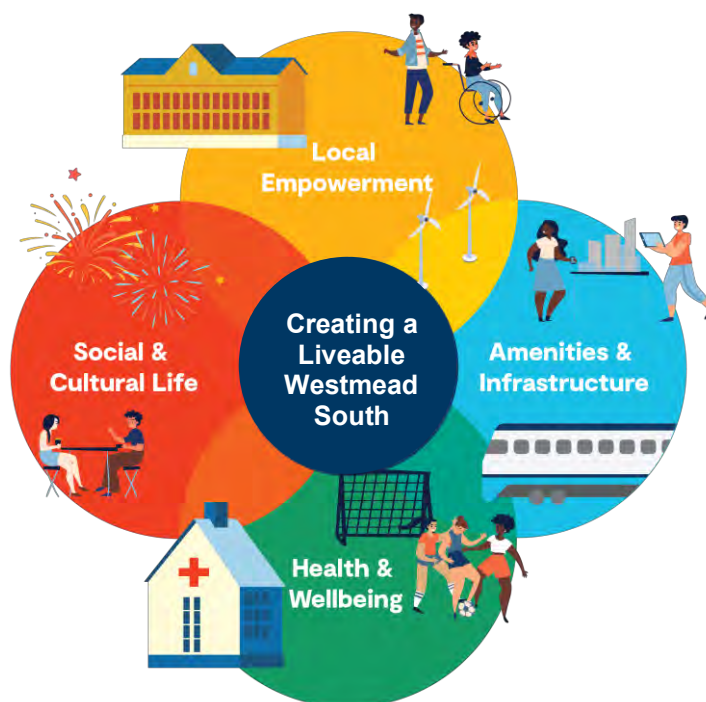 Local
Empowerment
Social &
Cultural Life
Creating a
Liveable
Westmead
South
Amenities &
Infrastructure
Health &
Wellbeing